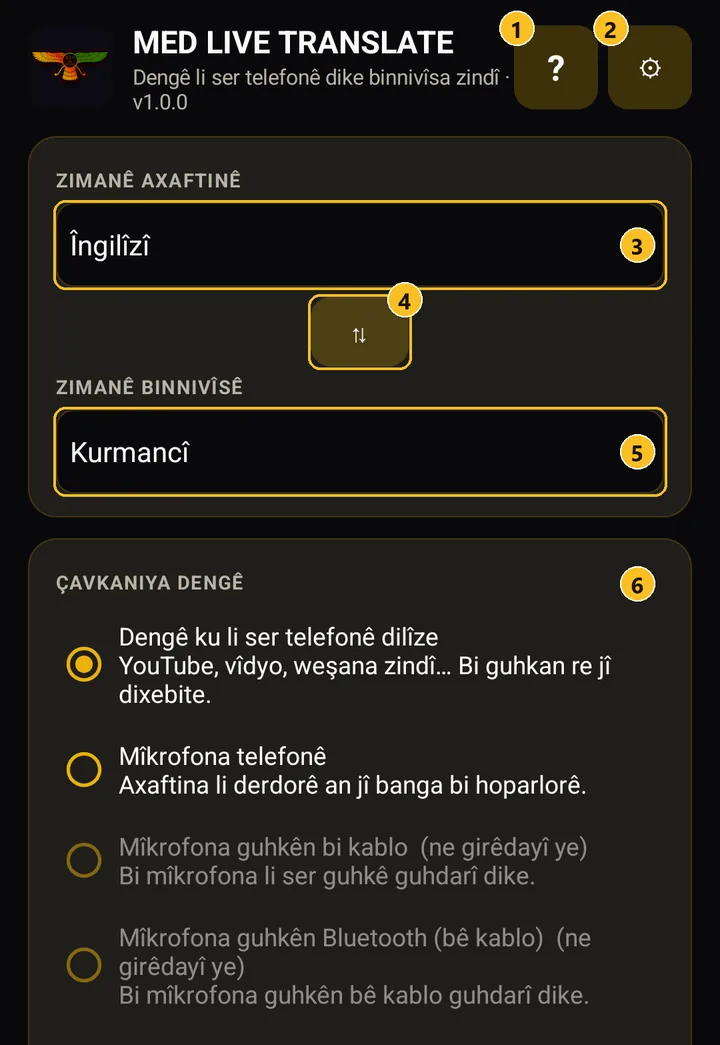 MED LIVE TRANSLATE
Dengê li ser telefonê dike binnivîsa zindî ·
v1.0.0
1
?
2
ZIMANÊ AXAFTINÊ
Îngilîzî
3
4
ZIMANÊ BINNIVÎSÊ
Kurmancî
5
ÇAVKANIYA DENGÊ
6
Dengê ku li ser telefonê dilîze
YouTube, vîdyo, weşana zindî... Bi guhkan re jî
dixebite.
Mîkrofona telefonê
Axaftina li derdorê an jî banga bi hoparlorê.
Mîkrofona guhkên bi kablo (ne girêdayî ye)
Bi mîkrofona li ser guhkê guhdarî dike.
Mîkrofona guhkên Bluetooth (bê kablo) (ne
girêdayî ye)
Bi mîkrofona guhkên bê kablo guhdarî dike.